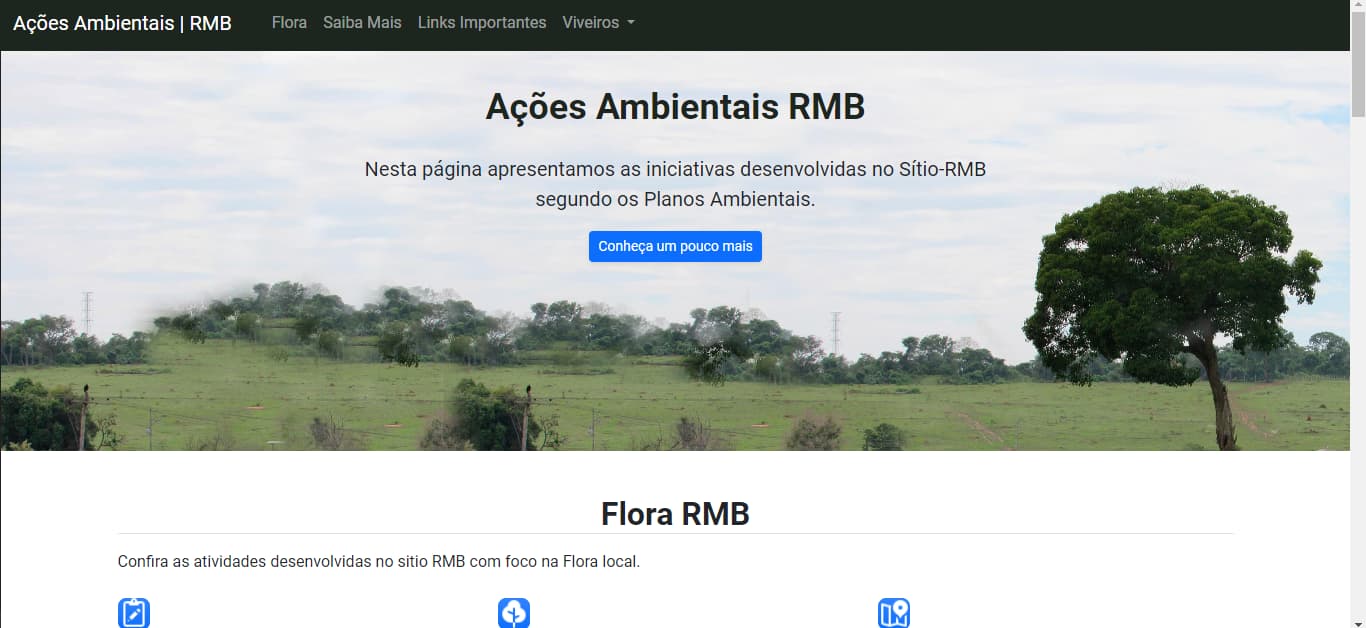 Ações Ambientais | RMB Flora Saiba Mais Links Importantes Viveiros
Ações Ambientais RMB
Nesta página apresentamos as iniciativas desenvolvidas no Sítio-RMB
segundo os Planos Ambientais.
Conheça um pouco mais
Flora RMB
Confira as atividades desenvolvidas no sitio RMB com foco na Flora local.